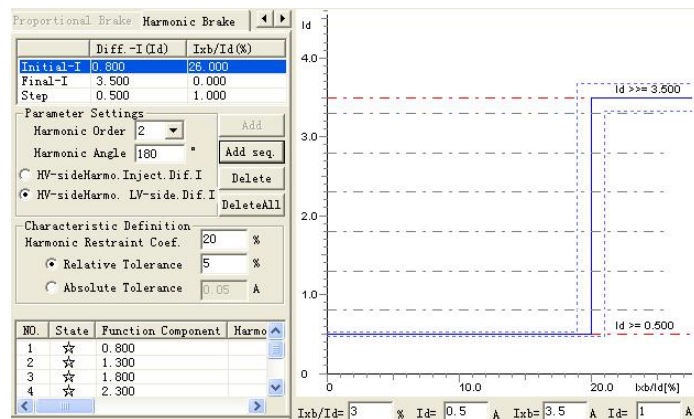 Proportional Brake Harmonic Brake
Diff.-I(Id) Ixb/Id(%)
Initial-I 0.800 26.000
Final-I 3.500 0.000
Step 0.500 1.000
Parameter Settings
Harmonic Order 2
Add
Harmonic Angle 180 °
Add seq.
HV-sideHarmo.Inject.Dif.I
Delete
HV-sideHarmo. LV-side.Dif.I
DeleteAll
Characteristic Definition
Harmonic Restraint Coef. 20 %
Relative Tolerance 5 %
Absolute Tolerance 0.05 A
NO. State Function Component Harmo
1 ☆ 0.800
2 ☆ 1.300
3 ☆ 1.800
4 ☆ 2.300
Id
4.0
Id >>= 3.500
3.0
2.0
1.0
Id >= 0.500
0
0 10.0 20.0 Ixb/Id[%]
Ixb/Id= 3 % Id= 0.5 A Ixb= 3.5 A Id= 1 A